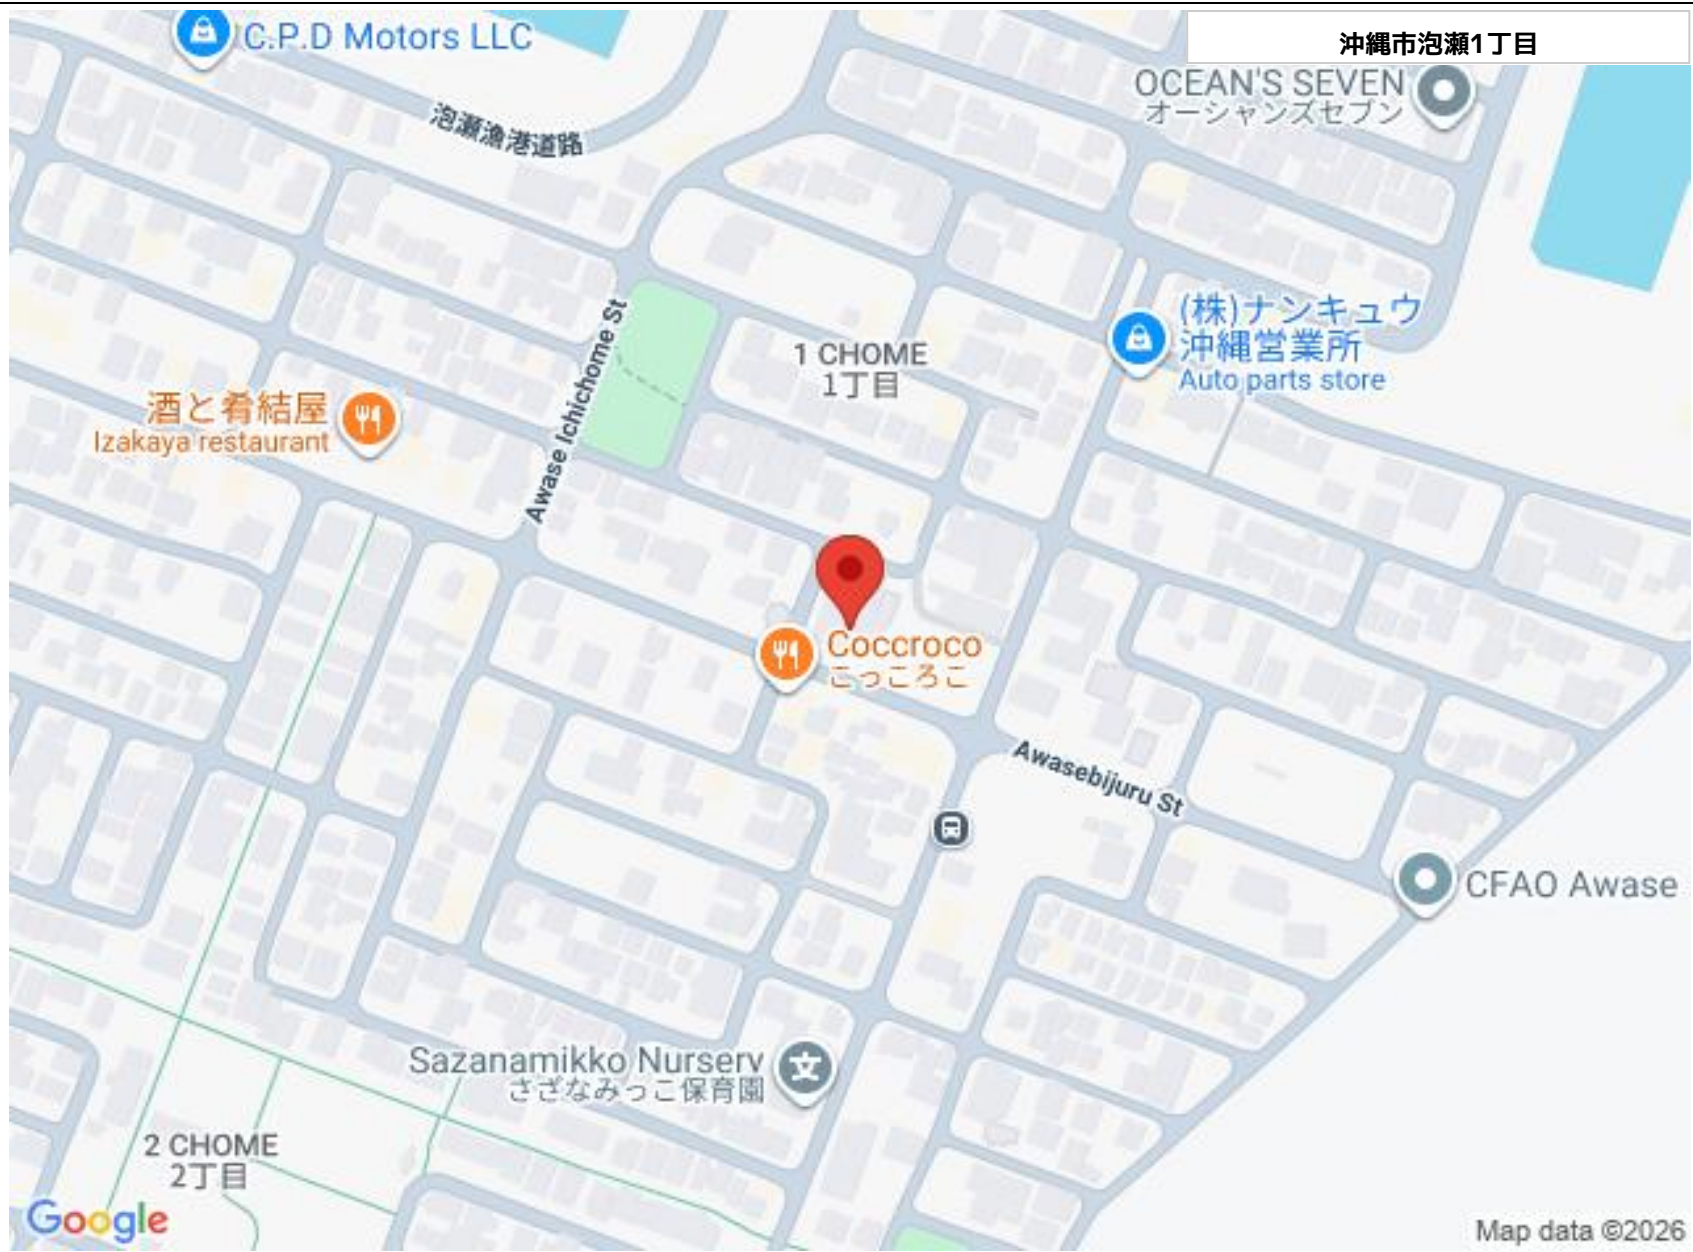 C.P.D Motors LLC
沖縄市泡瀬1丁目
OCEAN'S SEVEN
オーシャンズセブン
泡瀬漁港道路
(株)ナンキュウ
沖縄営業所
Auto parts store
1 CHOME
1丁目
Awase Ichichome St
酒と肴結屋
Izakaya restaurant
Coccroco
こっころこ
Awasebijuru St
CFAO Awase
Sazanamikko Nurserv
さざなみっこ保育園
文
2 CHOME
2丁目
Google
Map data ©2026